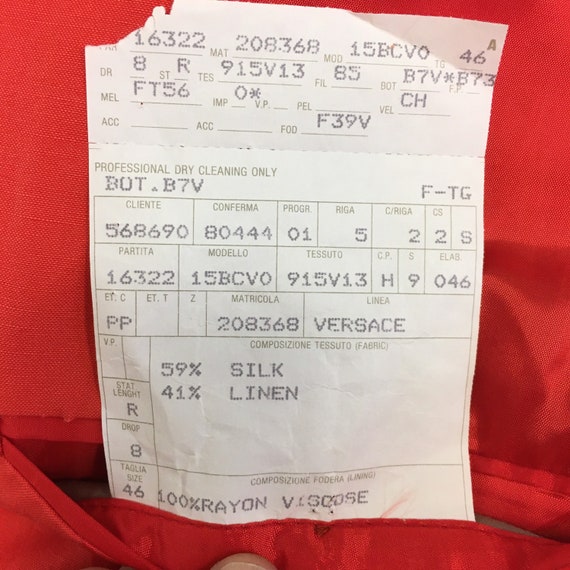 PAR 16322 MAT 208368 MOD 15BCV0 TG 46 A
DR 8 ST R TES 915V13 FIL 85 BOT B7V*B73
MEL FT56 IMP 0* V.P. PEL VEL CH F.P.
ACC ACC FOD F39V
PROFESSIONAL DRY CLEANING ONLY
BOT.B7V F-TG
CLIENTE CONFERMA PROGR. RIGA C/RIGA CS
568690 80444 01 5 2 2 S
PARTITA MODELLO TESSUTO C.P. S ELAB.
16322 15BCV0 915V13 H 9 046
ET. C ET. T Z MATRICOLA LINEA
PP 208368 VERSACE
V.P. COMPOSIZIONE TESSUTO (FABRIC)
59% SILK
STAT LENGHT 41% LINEN
R
DROP
8
TAGLIA SIZE COMPOSIZIONE FODERA (LINING)
46 100%RAYON VISCOSE